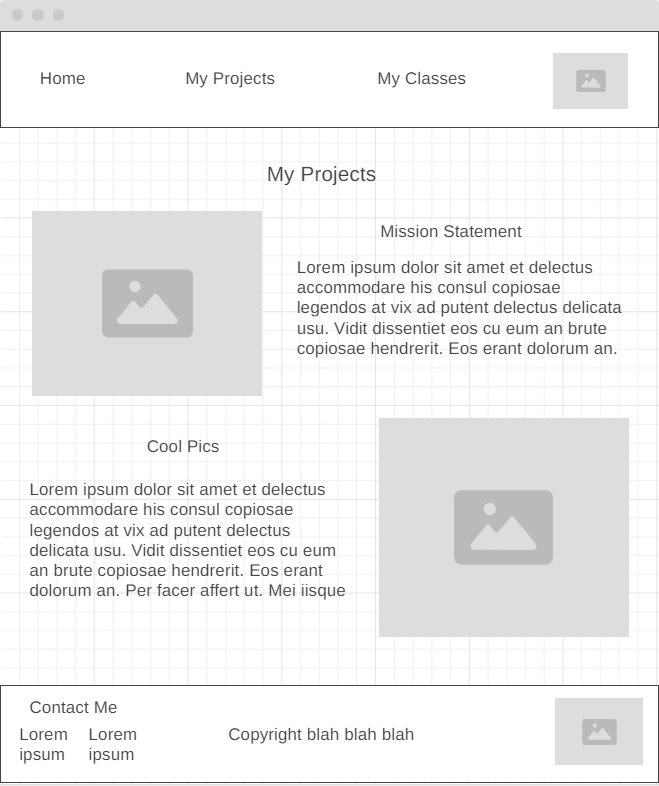 Home
My Projects
My Classes
My Projects
Mission Statement
Lorem ipsum dolor sit amet et delectus
accommodare his consul copiosae
legendos at vix ad putent delectus delicata
usu. Vidit dissentiet eos cu eum an brute
copiosae hendrerit. Eos erant dolorum an.
Cool Pics
Lorem ipsum dolor sit amet et delectus
accommodare his consul copiosae
legendos at vix ad putent delectus
delicata usu. Vidit dissentiet eos cu eum
an brute copiosae hendrerit. Eos erant
dolorum an. Per facer affert ut. Mei iisque
Contact Me
Lorem
ipsum
Lorem
ipsum
Copyright blah blah blah